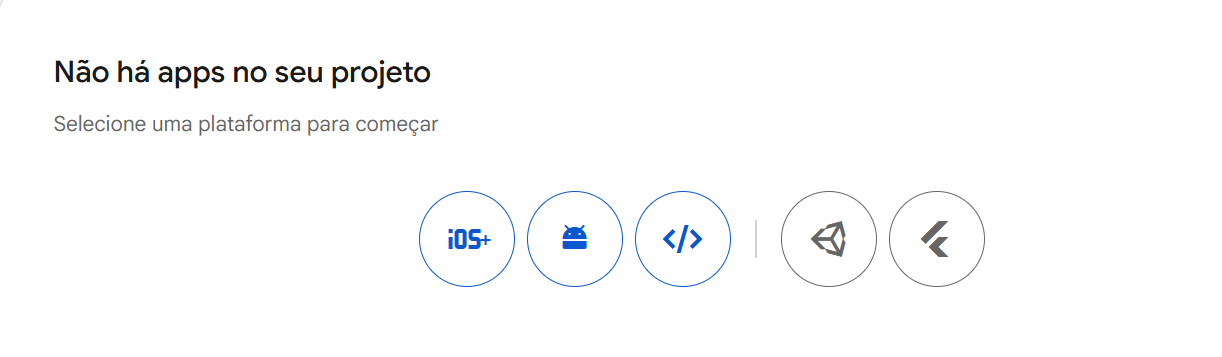 Não há apps no seu projeto
Selecione uma plataforma para começar
iOS+